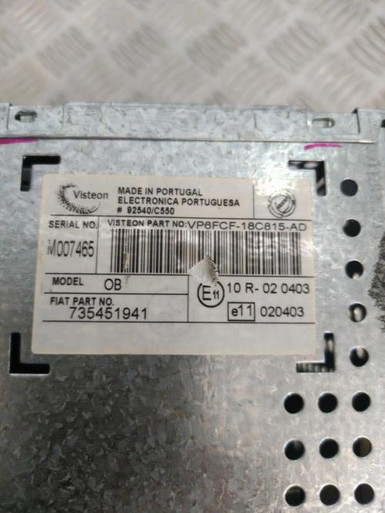 Visteon
MADE IN PORTUGAL
ELECTRONICA PORTUGUESA
# 92540/C550
SERIAL NO.
VISTEON PART NO: VP6FCF-18C815-AD
M007465
MODEL OB
E11 10 R- 02 0403
FIAT PART NO.
735451941
e11 020403